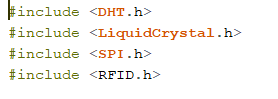 #include <DHT.h>
#include <LiquidCrystal.h>
#include <SPI.h>
#include <RFID.h>